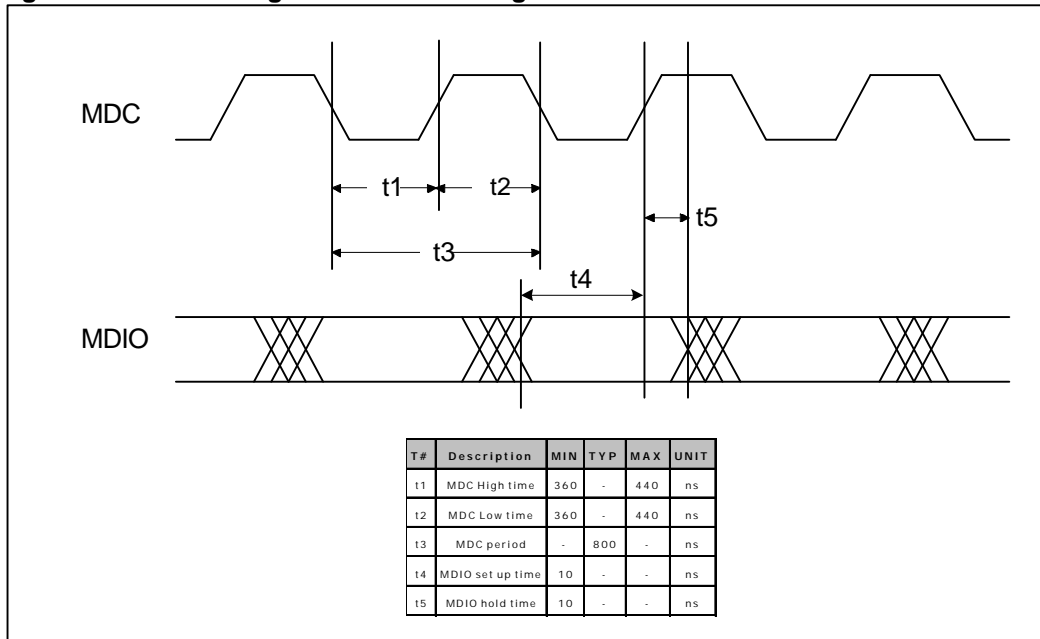 MDC
t1 t2
t5
t3
t4
MDIO
T# Description MIN TYP MAX UNIT
t1 MDC High time 360 - 440 ns
t2 MDC Low time 360 - 440 ns
t3 MDC period - 800 - ns
t4 MDIO set up time 10 - - ns
t5 MDIO hold time 10 - - ns